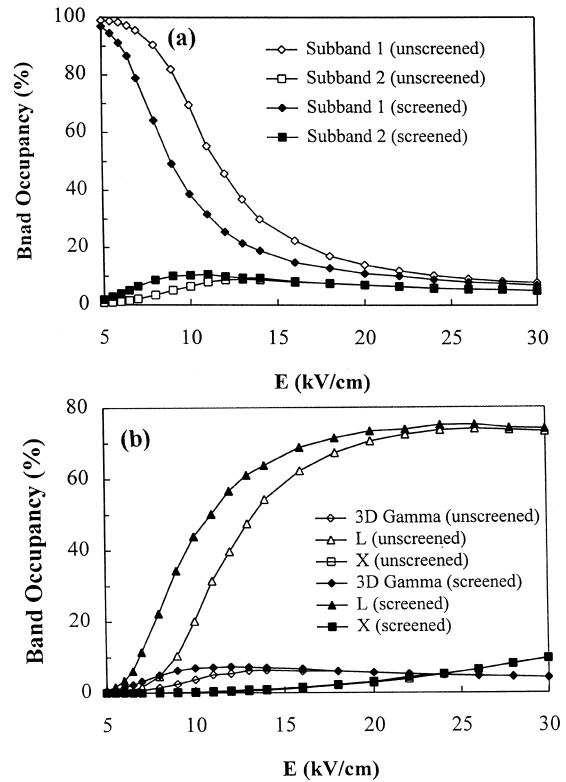 (a)
Subband 1 (unscreened)
Subband 2 (unscreened)
Subband 1 (screened)
Subband 2 (screened)
Bnad Occupancy (%)
100
80
60
40
20
0
5
10
15
20
25
30
E (kV/cm)
(b)
3D Gamma (unscreened)
L (unscreened)
X (unscreened)
3D Gamma (screened)
L (screened)
X (screened)
Band Occupancy (%)
80
60
40
20
0
5
10
15
20
25
30
E (kV/cm)